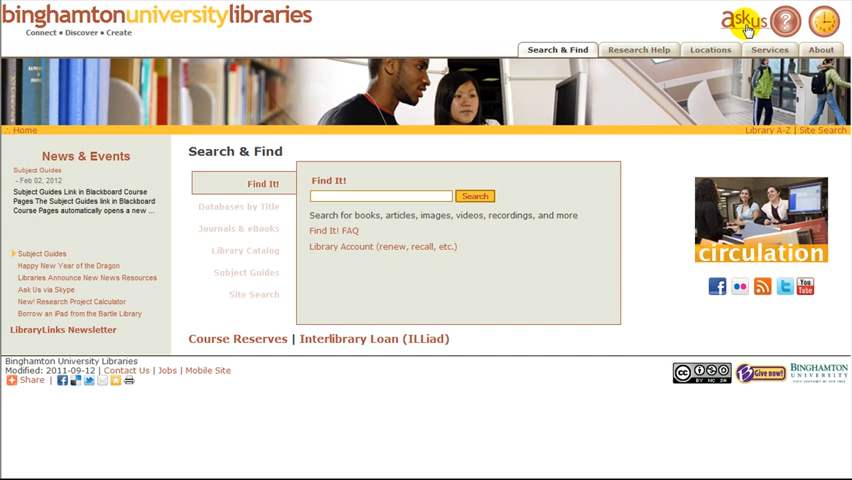 binghamtonuniversitylibraries
Connect • Discover • Create
askus
?
Search & Find
Research Help
Locations
Services
About
∴ Home
Library A-Z | Site Search
News & Events
Subject Guides
- Feb 02, 2012
Subject Guides Link in Blackboard Course
Pages The Subject Guides link in Blackboard
Course Pages automatically opens a new ...
Subject Guides
Happy New Year of the Dragon
Libraries Announce New News Resources
Ask Us via Skype
New! Research Project Calculator
Borrow an iPad from the Bartle Library
LibraryLinks Newsletter
Search & Find
Find It!
Databases by Title
Journals & eBooks
Library Catalog
Subject Guides
Site Search
Find It!
Search
Search for books, articles, images, videos, recordings, and more
Find It! FAQ
Library Account (renew, recall, etc.)
circulation
You
Tube
Course Reserves | Interlibrary Loan (ILLiad)
Binghamton University Libraries
Modified: 2011-09-12 | Contact Us | Jobs | Mobile Site
Share |
cc
BY NC SA
Give now!
BINGHAMTON
UNIVERSITY